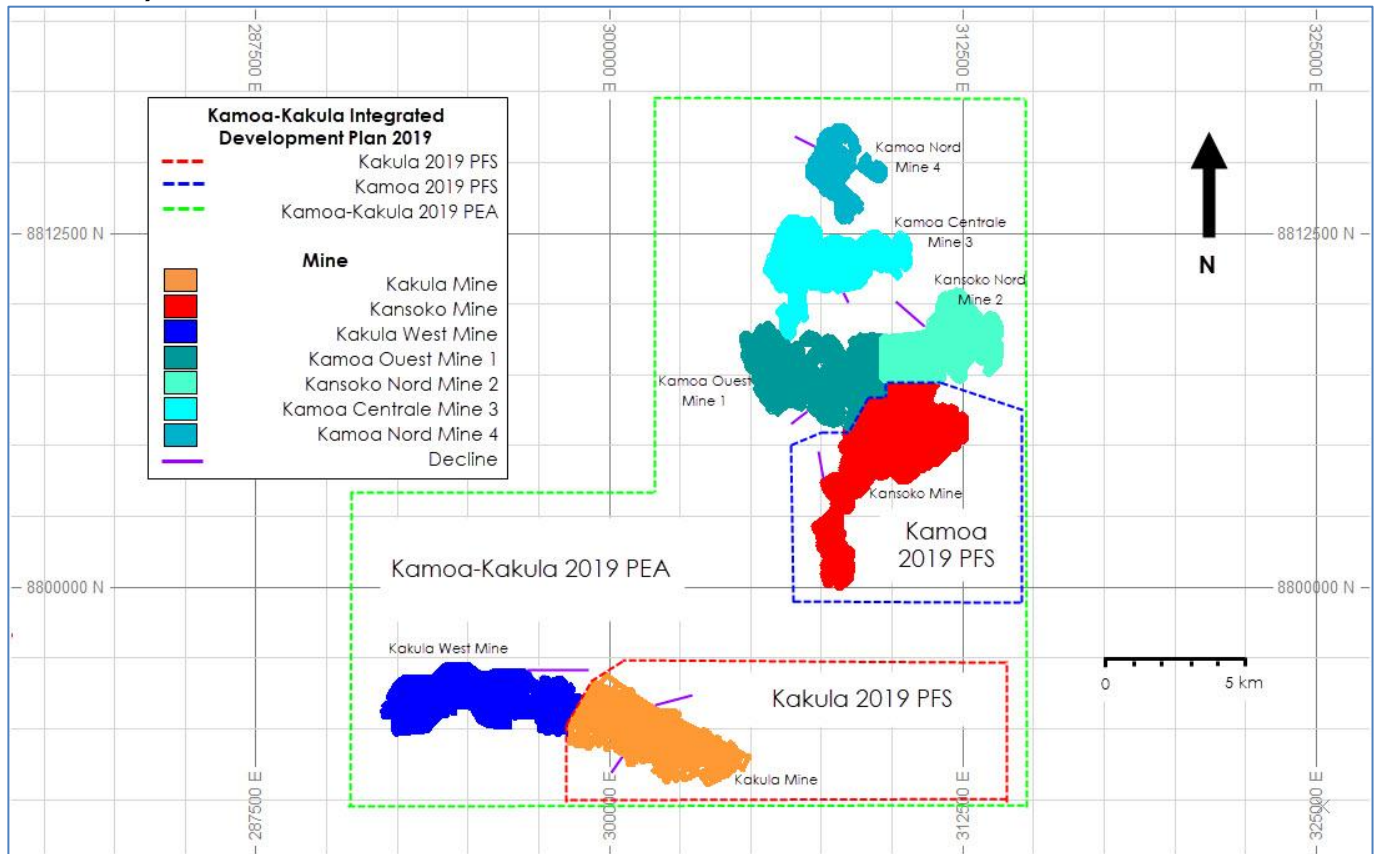 287500 E
300000 E
312500 E
325000 E
Kamoa-Kakula Integrated
Development Plan 2019
Kakula 2019 PFS
Kamoa 2019 PFS
Kamoa-Kakula 2019 PEA
Mine
Kakula Mine
Kansoko Mine
Kakula West Mine
Kamoa Ouest Mine 1
Kansoko Nord Mine 2
Kamoa Centrale Mine 3
Kamoa Nord Mine 4
Decline
Kamoa Nord
Mine 4
8812500 N
Kamoa Centrale
Mine 3
8812500 N
N
Kansoko Nord
Mine 2
Kamoa Ouest
Mine 1
Kansoko Mine
Kamoa
2019 PFS
Kamoa-Kakula 2019 PEA
8800000 N
8800000 N
Kakula West Mine
0
5 km
Kakula 2019 PFS
Kakula Mine
287500 E
300000 E
312500 E
325000 E